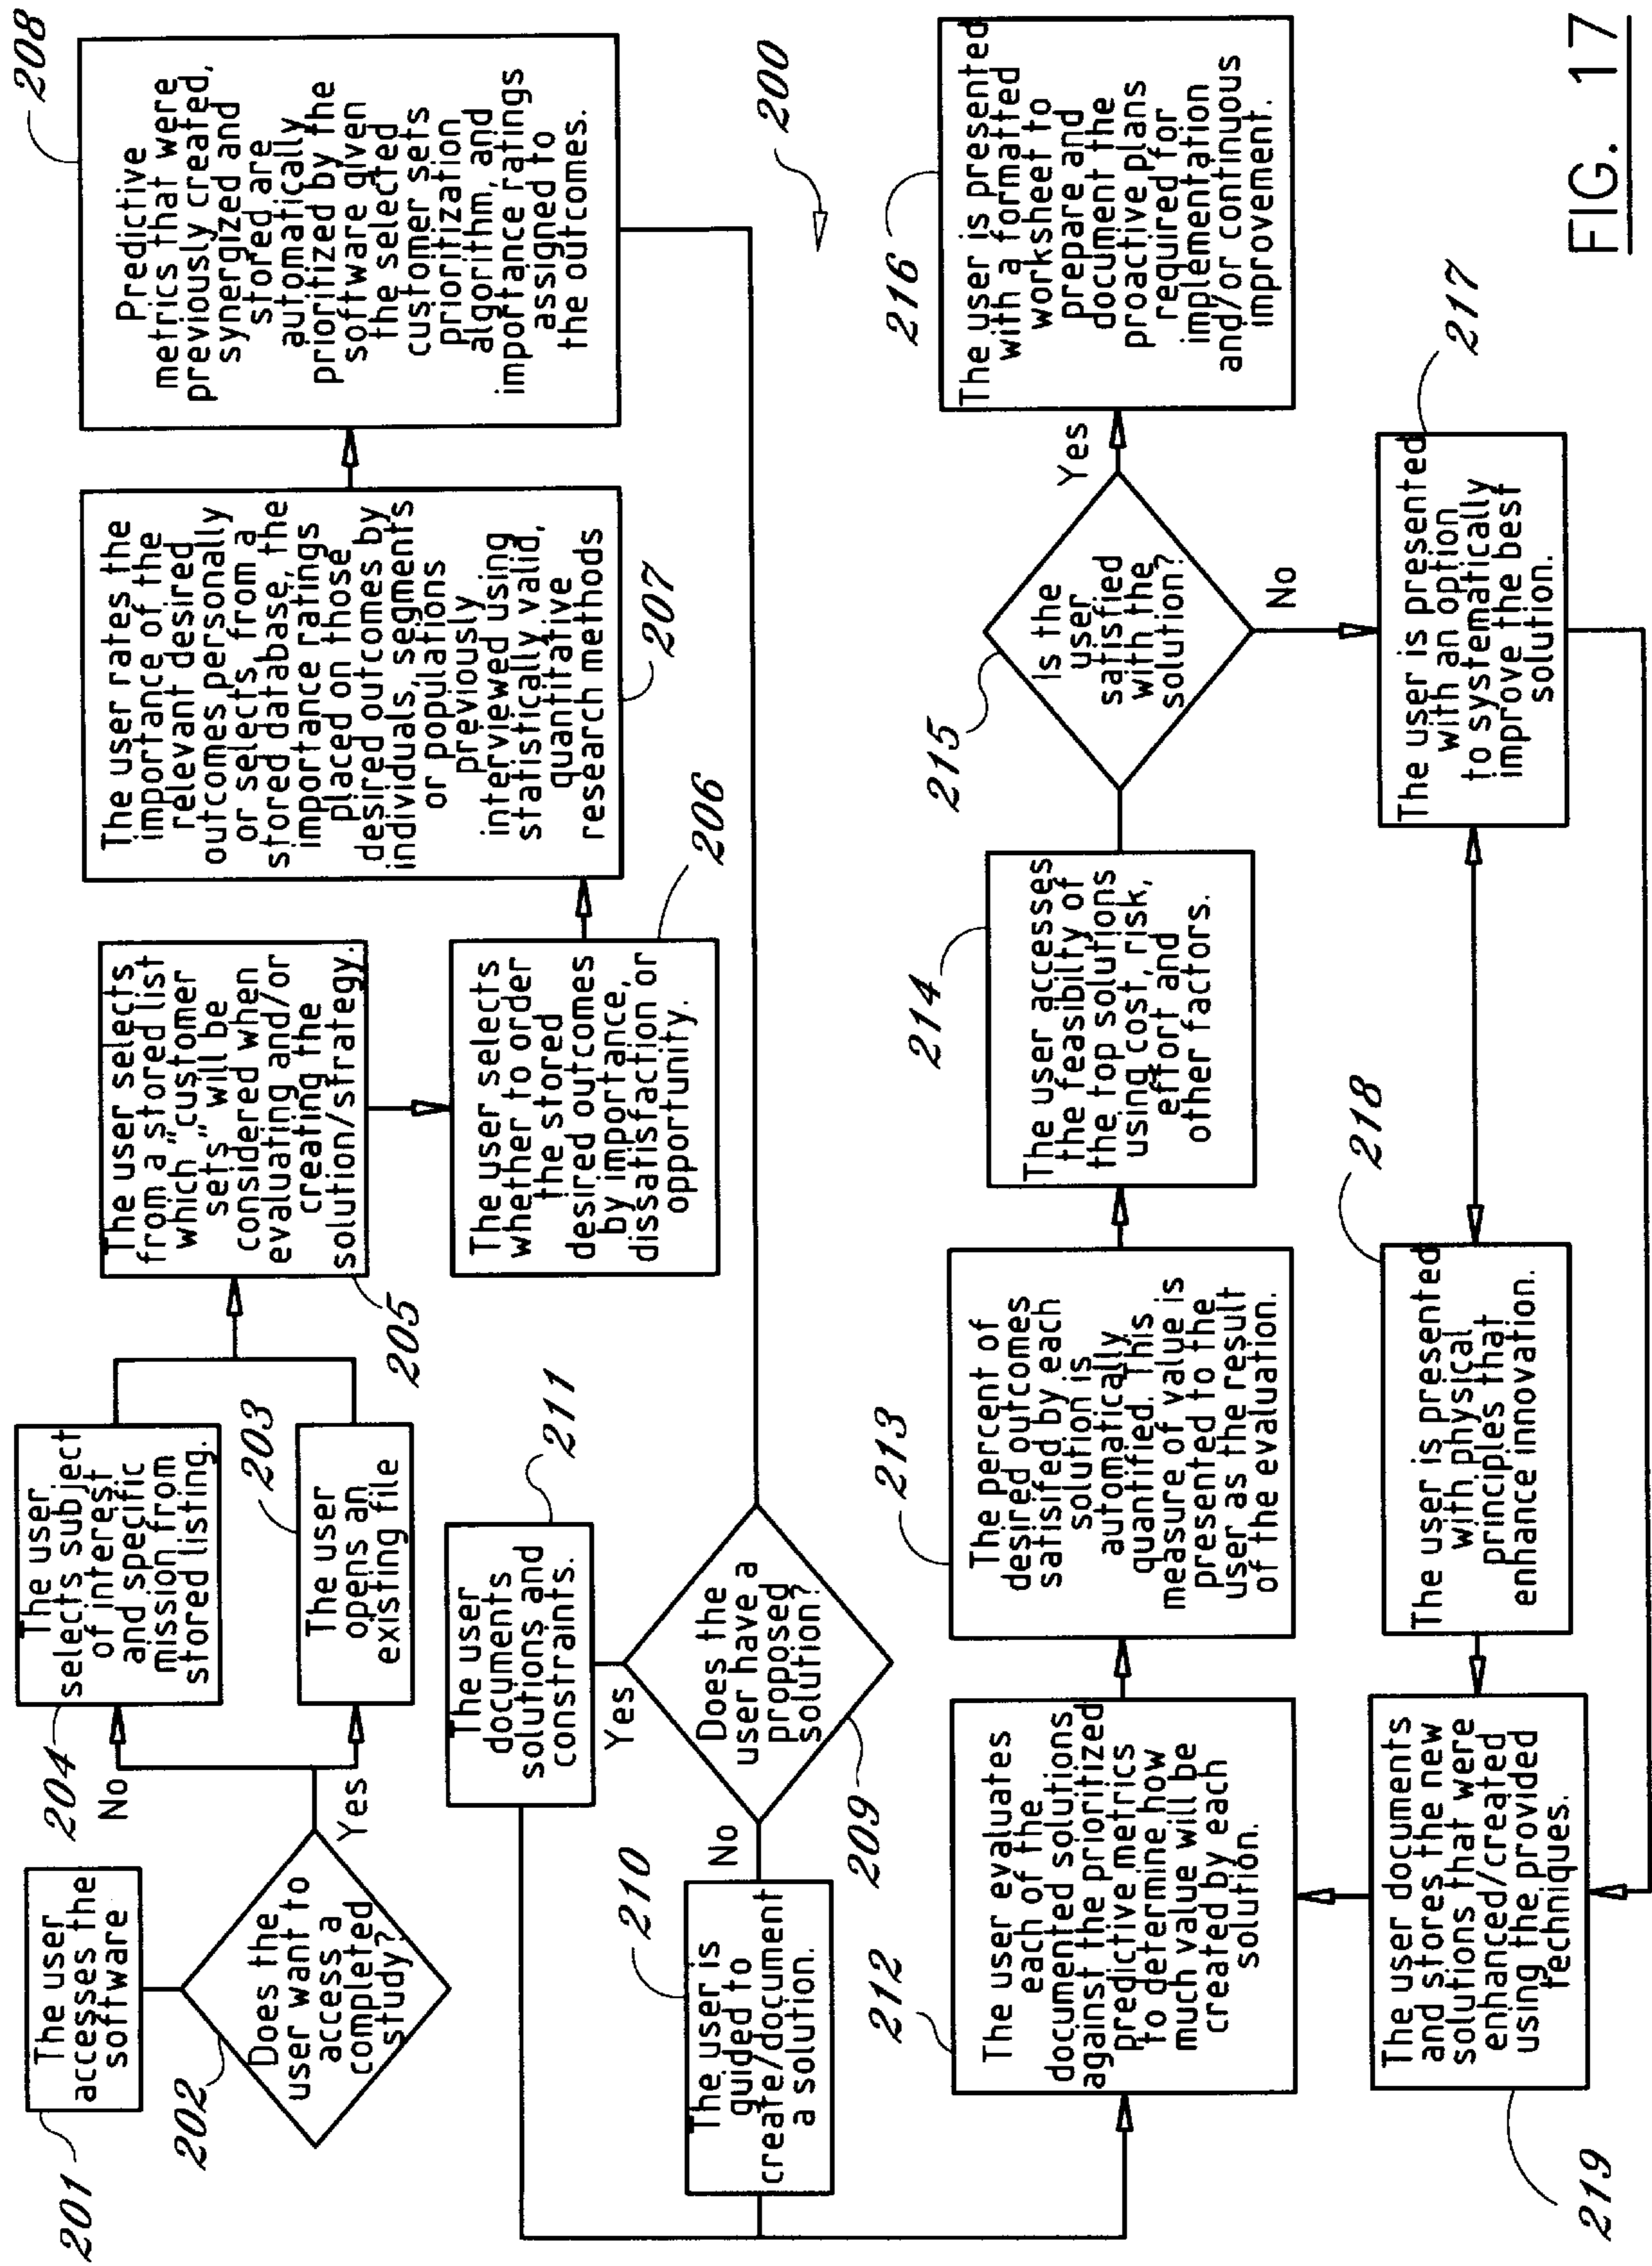 201
The user
accesses the
software
202
Does the
user want to
access a
completed
study?
No
Yes
204
The user
selects subject
of interest
and specific
mission from
stored listing.
203
The user
opens an
existing file
205
The user selects
from a "stored list
which "customer
sets" will be
considered when
evaluating and/or
creating the
solution/strategy.
206
The user selects
whether to order
the stored
desired outcomes
by importance,
dissatisfaction or
opportunity.
207
The user rates the
importance of the
relevant desired
outcomes personally
or selects from a
stored database, the
importance ratings
placed on those
desired outcomes by
individuals, segments
or populations
previously
interviewed using
statistically valid,
quantitative
research methods
208
Predictive
metrics that were
previously created,
synergized and
stored are
automatically
prioritized by the
software given
the selected
customer sets
prioritization
algorithm, and
importance ratings
assigned to
the outcomes.
211
The user
documents
solutions and
constraints.
Yes
Does the
user have a
proposed
solution?
209
No
210
The user is
guided to
create/document
a solution.
200
212
The user evaluates
each of the
documented solutions
against the prioritized
predictive metrics
to determine how
much value will be
created by each
solution.
213
The percent of
desired outcomes
satisfied by each
solution is
automatically
quantified. This
measure of value is
presented to the
user as the result
of the evaluation.
214
The user accesses
the feasibilty of
the top solutions
using cost, risk,
effort and
other factors.
215
Is the
user
satisfied
with the
solution?
Yes
No
216
The user is presented
with a formatted
worksheet to
prepare and
document the
proactive plans
required for
implementation
and/or continuous
improvement.
217
The user is presented
with an option
to systematically
improve the best
solution.
218
The user is presented
with physical
principles that
enhance innovation.
219
The user documents
and stores the new
solutions that were
enhanced/created
using the provided
techniques.
FIG. 17